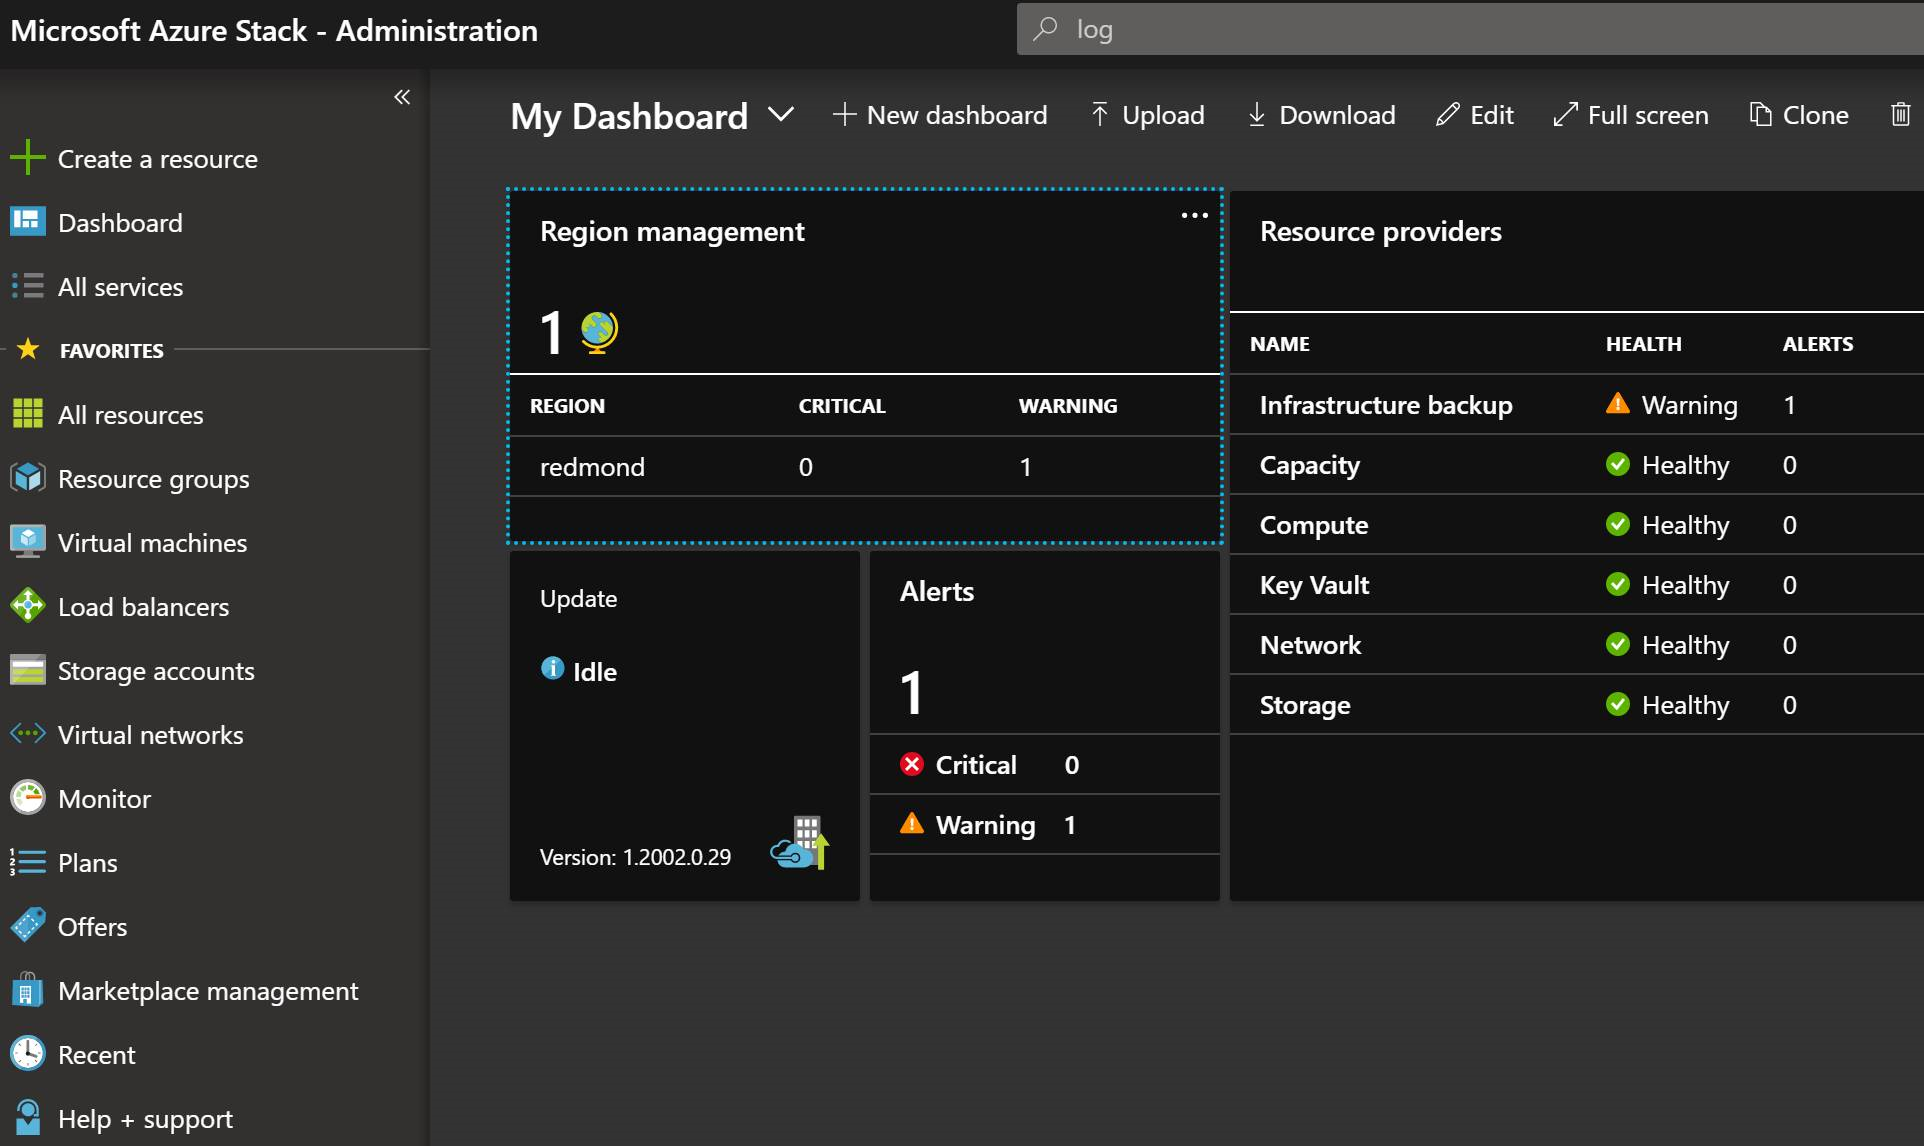 Microsoft Azure Stack - Administration
log
«
Create a resource
Dashboard
All services
FAVORITES
All resources
Resource groups
Virtual machines
Load balancers
Storage accounts
Virtual networks
Monitor
Plans
Offers
Marketplace management
Recent
Help + support
My Dashboard
New dashboard
Upload
Download
Edit
Full screen
Clone
Region management
1
REGION CRITICAL WARNING
redmond 0 1
Update
Idle
Version: 1.2002.0.29
Alerts
1
Critical 0
Warning 1
Resource providers
NAME HEALTH ALERTS
Infrastructure backup Warning 1
Capacity Healthy 0
Compute Healthy 0
Key Vault Healthy 0
Network Healthy 0
Storage Healthy 0